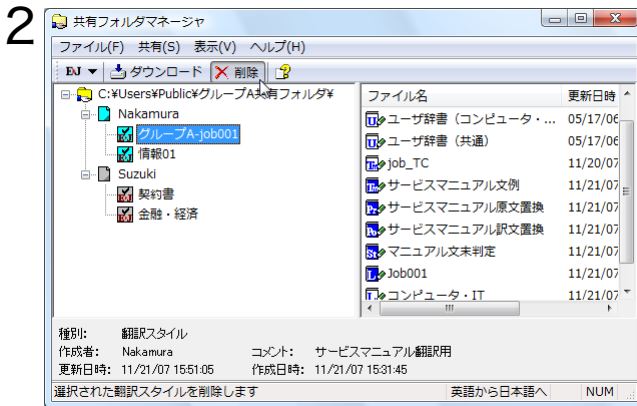 2
共有フォルダマネージャ
ファイル(F) 共有(S) 表示(V) ヘルプ(H)
EJ ダウンロード 削除
C:¥Users¥Public¥グループA共有フォルダ¥
Nakamura
グループA-job001
情報01
Suzuki
契約書
金融・経済
ファイル名 更新日時
ユーザ辞書（コンピュータ・... 05/17/06
ユーザ辞書（共通） 05/17/06
job_TC 11/20/07
サービスマニュアル文例 11/21/07
サービスマニュアル原文置換 11/21/07
サービスマニュアル訳文置換 11/21/07
マニュアル文末判定 11/21/07
Job001 11/21/07
コンピュータ・IT 11/21/07
種別: 翻訳スタイル
作成者: Nakamura コメント: サービスマニュアル翻訳用
更新日時: 11/21/07 15:51:05 作成日時: 11/21/07 15:31:45
選択された翻訳スタイルを削除します 英語から日本語へ NUM